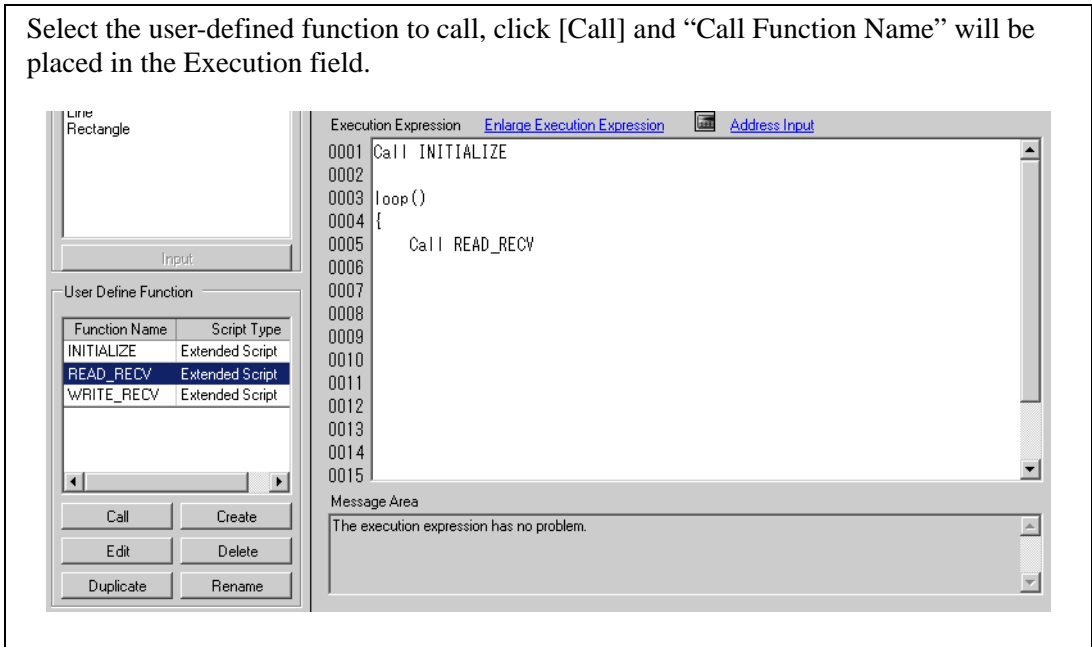 Select the user-defined function to call, click [Call] and “Call Function Name” will be
placed in the Execution field.
Line
Rectangle
Input
User Define Function
Function Name Script Type
INITIALIZE Extended Script
READ_RECV Extended Script
WRITE_RECV Extended Script
Call Create
Edit Delete
Duplicate Rename
Execution Expression Enlarge Execution Expression Address Input
0001 Call INITIALIZE
0002
0003 loop()
0004 {
0005 Call READ_RECV
0006
0007
0008
0009
0010
0011
0012
0013
0014
0015
Message Area
The execution expression has no problem.